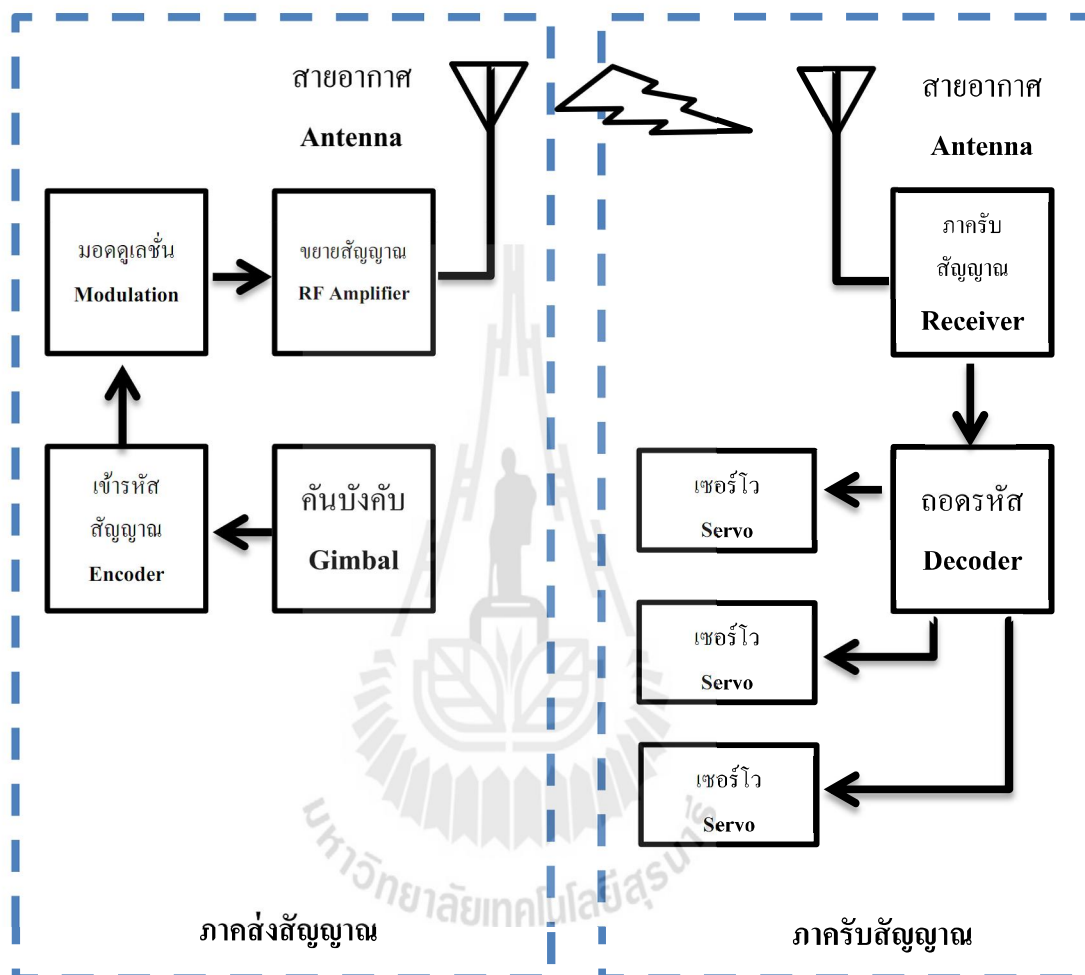 สายอากาศ
Antenna
มอดดูเลชั่น
Modulation
ขยายสัญญาณ
RF Amplifier
เข้ารหัส
สัญญาณ
Encoder
คันบังคับ
Gimbal
ภาคส่งสัญญาณ
สายอากาศ
Antenna
ภาครับ
สัญญาณ
Receiver
ถอดรหัส
Decoder
เซอร์โว
Servo
เซอร์โว
Servo
เซอร์โว
Servo
ภาครับสัญญาณ
มหาวิทยาลัยเทคโนโลยีสุรนารี